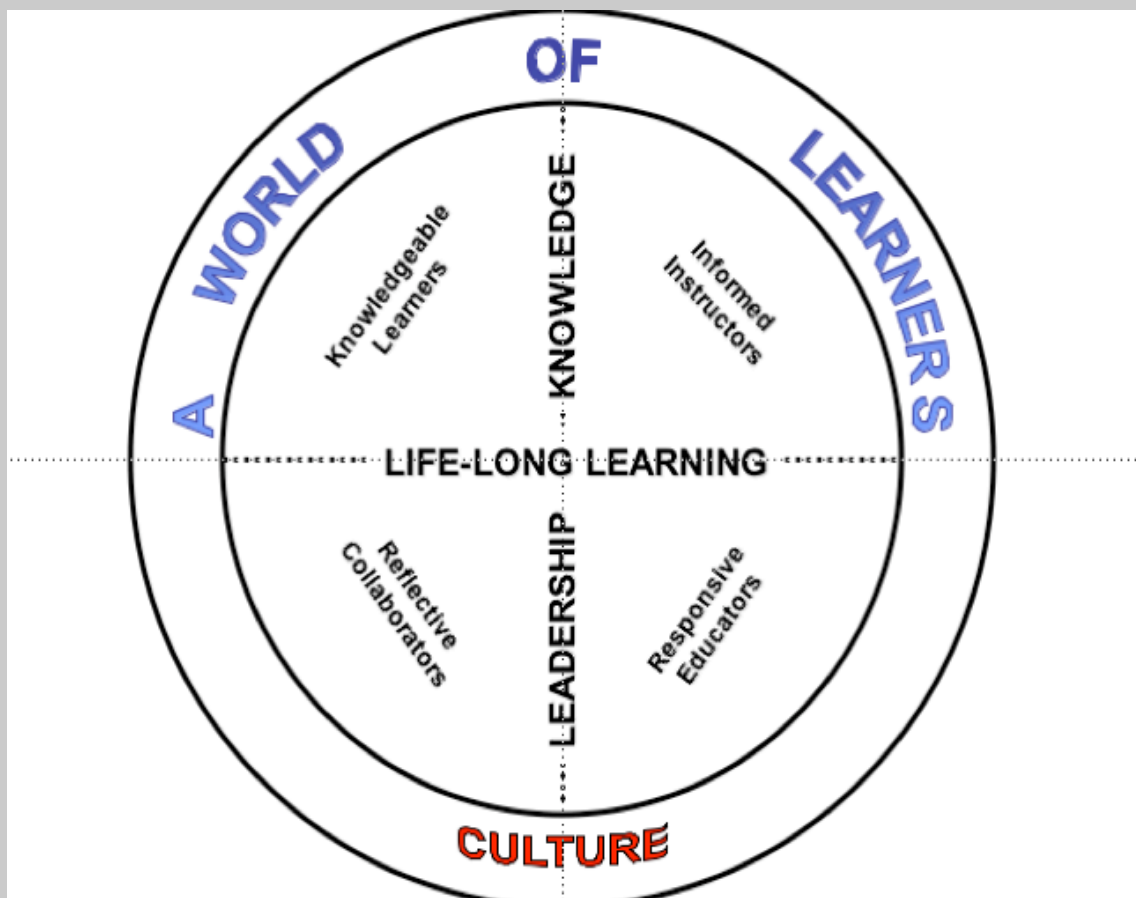 A WORLD OF LEARNERS
KNOWLEDGE
Knowledgeable
Learners
Informed
Instructors
LIFE-LONG LEARNING
LEADERSHIP
Reflective
Collaborators
Responsive
Educators
CULTURE